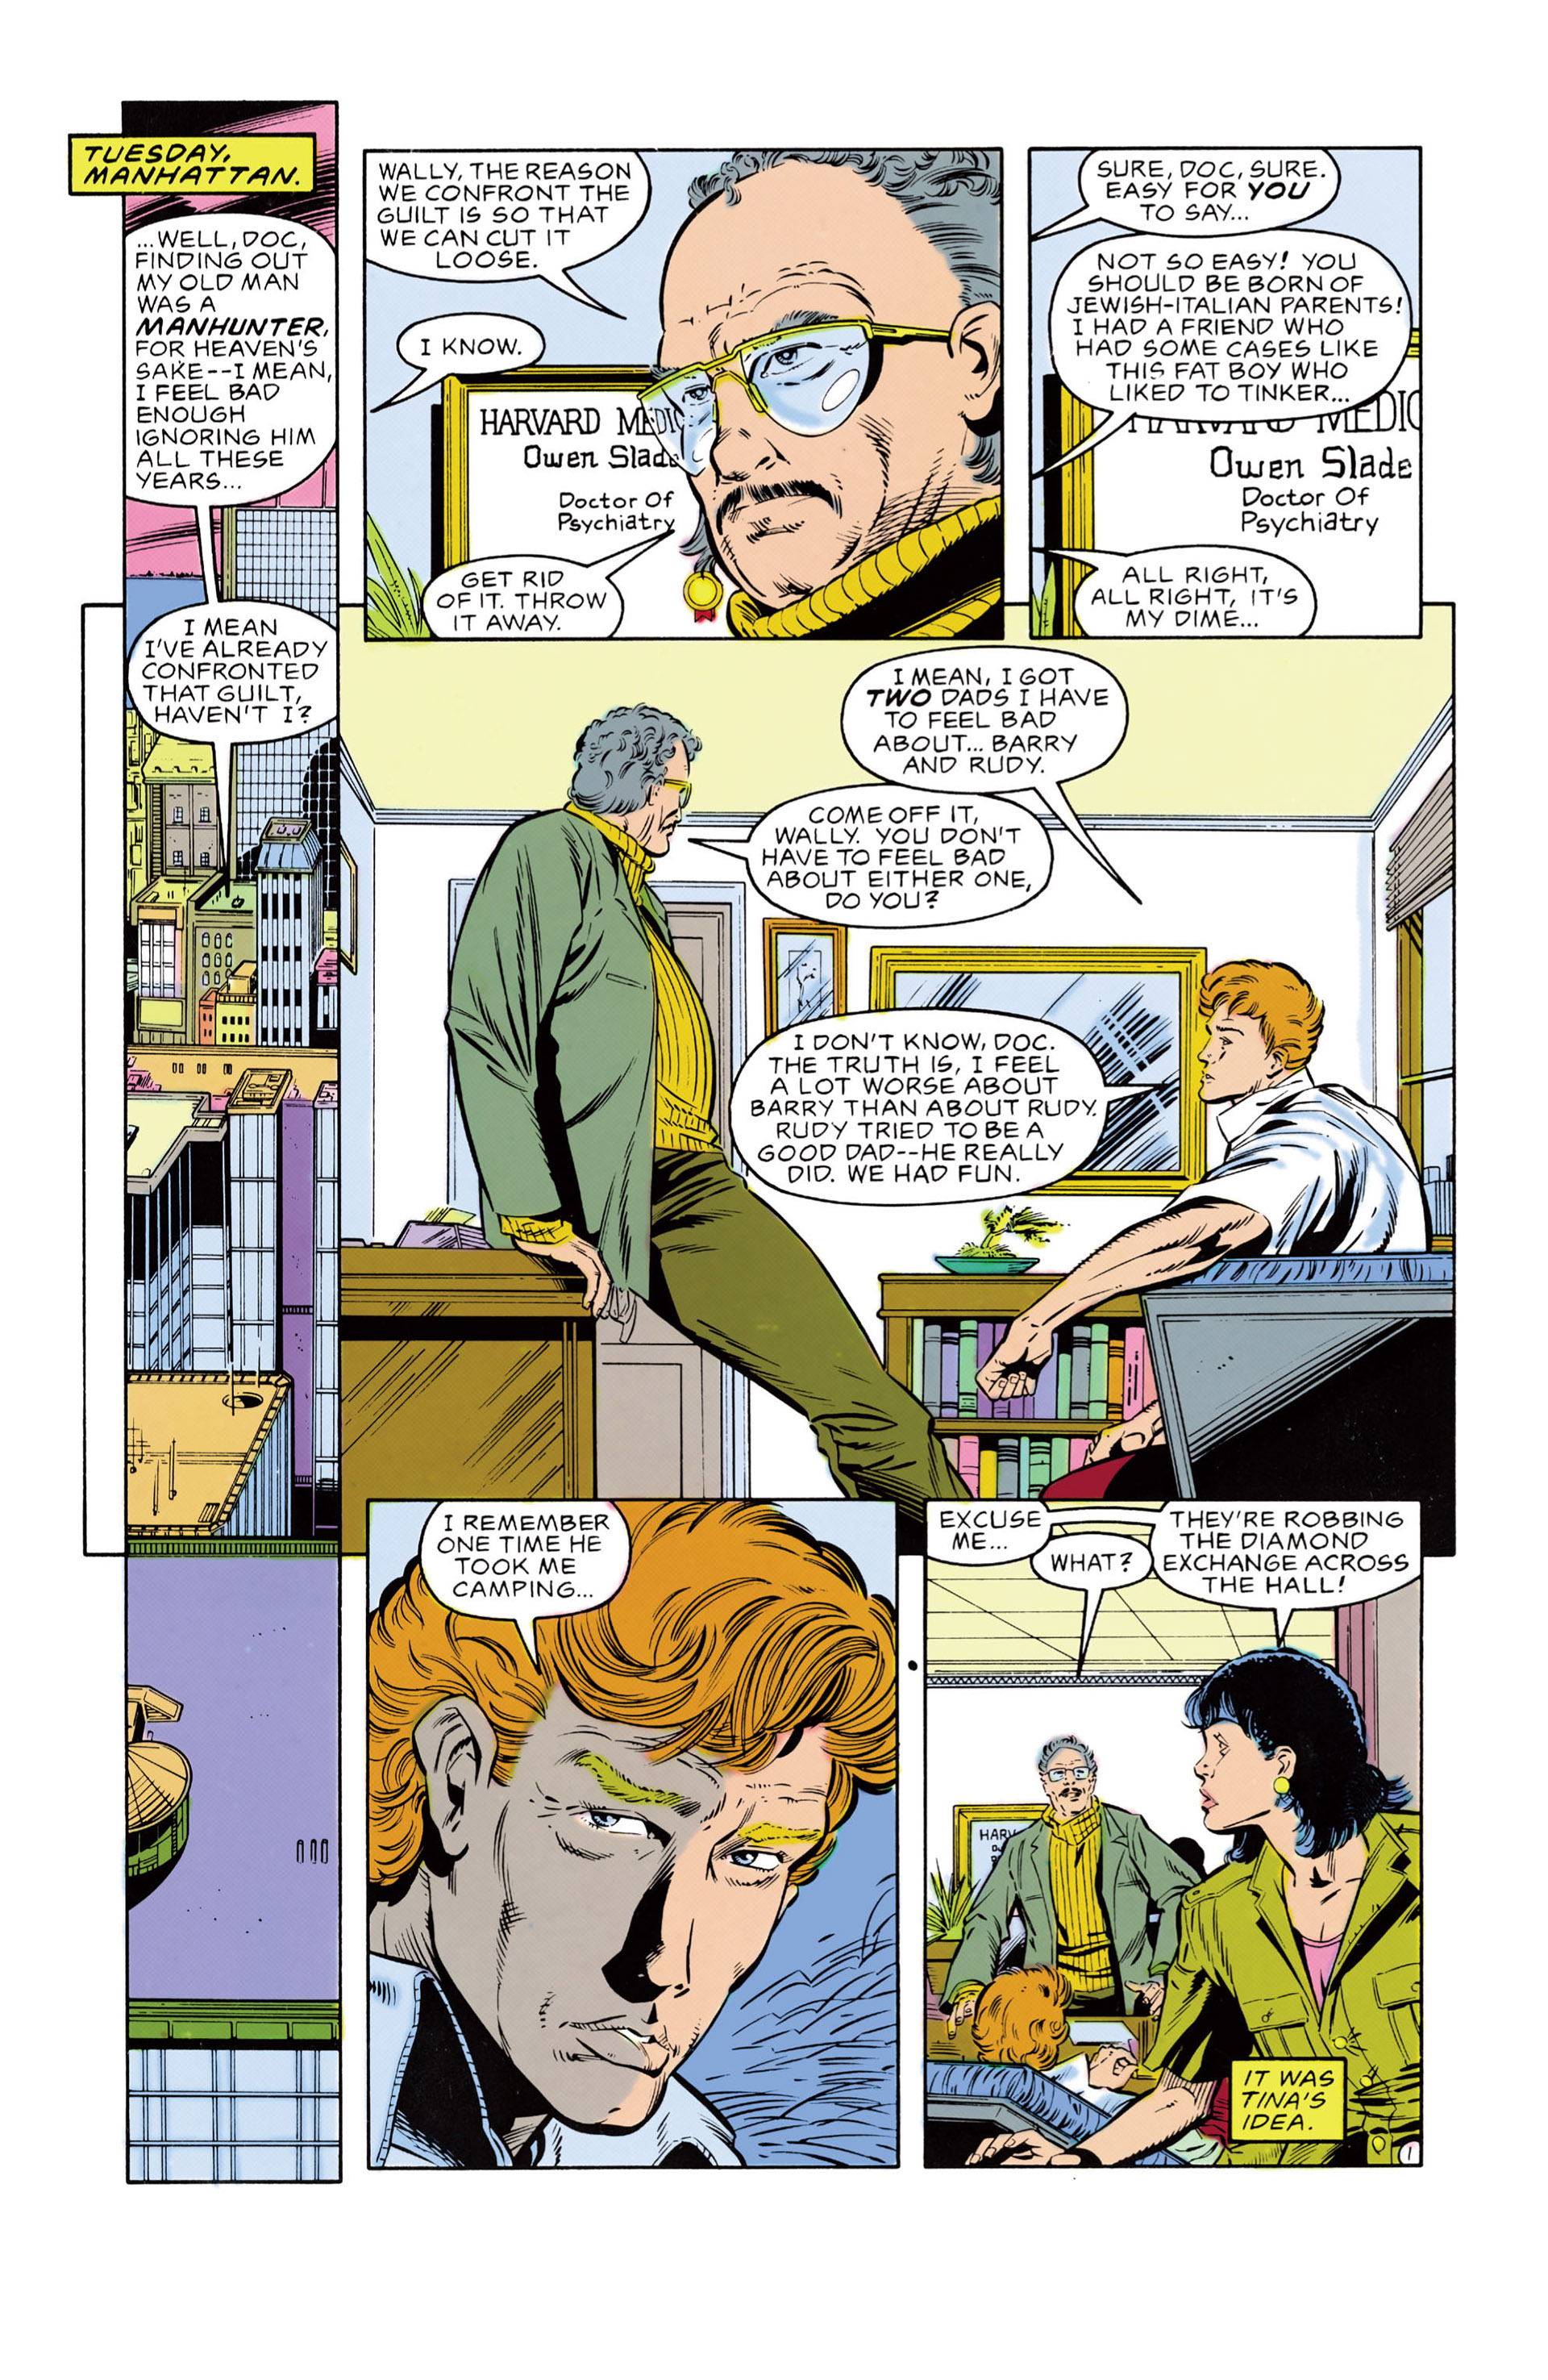 TUESDAY,
MANHATTAN.
...WELL, DOC,
FINDING OUT
MY OLD MAN
WAS A
MANHUNTER,
FOR HEAVEN'S
SAKE--I MEAN,
I FEEL BAD
ENOUGH
IGNORING HIM
ALL THESE
YEARS...
I MEAN
I'VE ALREADY
CONFRONTED
THAT GUILT,
HAVEN'T I?
WALLY, THE REASON
WE CONFRONT THE
GUILT IS SO THAT
WE CAN CUT IT
LOOSE.
I KNOW.
HARVARD MEDIC
Owen Slade
Doctor Of
Psychiatry
GET RID
OF IT. THROW
IT AWAY.
SURE, DOC, SURE.
EASY FOR YOU
TO SAY...
NOT SO EASY! YOU
SHOULD BE BORN OF
JEWISH-ITALIAN PARENTS!
I HAD A FRIEND WHO
HAD SOME CASES LIKE
THIS FAT BOY WHO
LIKED TO TINKER...
HARVARD MEDIC
Owen Slade
Doctor Of
Psychiatry
ALL RIGHT,
ALL RIGHT, IT'S
MY DIME...
I MEAN, I GOT
TWO DADS I HAVE
TO FEEL BAD
ABOUT... BARRY
AND RUDY.
COME OFF IT,
WALLY. YOU DON'T
HAVE TO FEEL BAD
ABOUT EITHER ONE,
DO YOU?
I DON'T KNOW, DOC.
THE TRUTH IS, I FEEL
A LOT WORSE ABOUT
BARRY THAN ABOUT RUDY.
RUDY TRIED TO BE A
GOOD DAD--HE REALLY
DID. WE HAD FUN.
I REMEMBER
ONE TIME HE
TOOK ME
CAMPING...
EXCUSE
ME...
WHAT?
THEY'RE ROBBING
THE DIAMOND
EXCHANGE ACROSS
THE HALL!
HARV
IT WAS
TINA'S
IDEA.
1